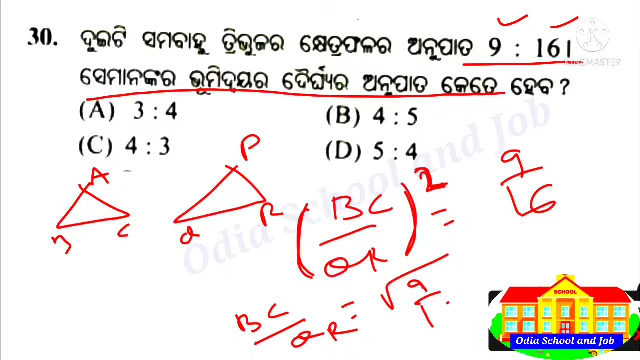 30. ଦୁଇଟି ସମବାହୁ ତ୍ରିଭୁଜର କ୍ଷେତ୍ରଫଳର ଅନୁପାତ 9 : 16।
ସେମାନଙ୍କର ଭୂମିଦ୍ୱୟର ଦୈର୍ଘ୍ୟର ଅନୁପାତ କେତେ ହେବ ?
(A) 3 : 4 (B) 4 : 5
(C) 4 : 3 (D) 5 : 4
A
B C
P
Q R
(BC/QR)² = 9/16
BC/QR = √9/1
Odia School and Job
KINEMASTER
SCHOOL
Odia School and Job